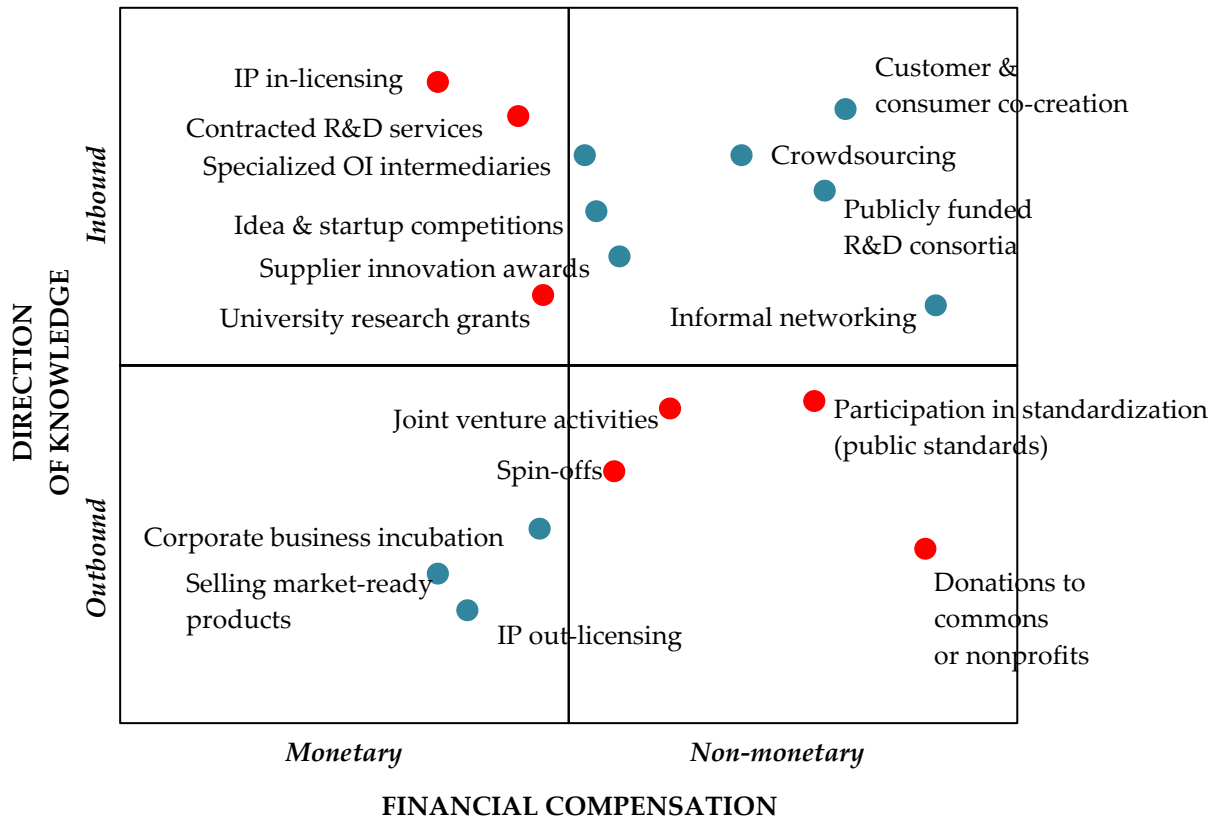 IP in-licensing
Contracted R&D services
Specialized OI intermediaries
Idea & startup competitions
Supplier innovation awards
University research grants
Customer &
consumer co-creation
Crowdsourcing
Publicly funded
R&D consortia
Informal networking
Inbound
DIRECTION
OF KNOWLEDGE
Outbound
Joint venture activities
Spin-offs
Corporate business incubation
Selling market-ready
products
IP out-licensing
Participation in standardization
(public standards)
Donations to
commons
or nonprofits
Monetary
Non-monetary
FINANCIAL COMPENSATION